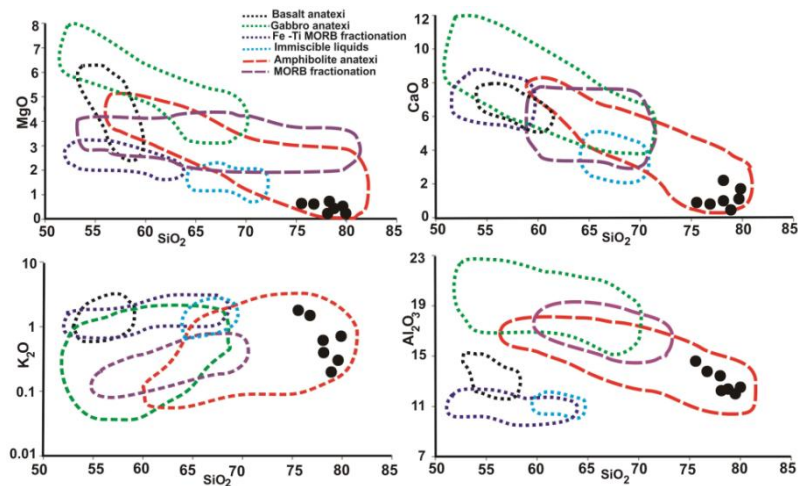 Basalt anatexi
Gabbro anatexi
Fe -Ti MORB fractionation
Immiscible liquids
Amphibolite anatexi
MORB fractionation
MgO
8
7
6
5
4
3
2
1
0
50 55 60 65 70 75 80 85
SiO2
CaO
12
10
8
6
4
2
0
50 55 60 65 70 75 80 85
SiO2
K2O
10
1
0.1
0.01
50 55 60 65 70 75 80 85
SiO2
Al2O3
23
19
15
11
7
50 55 60 65 70 75 80 85
SiO2